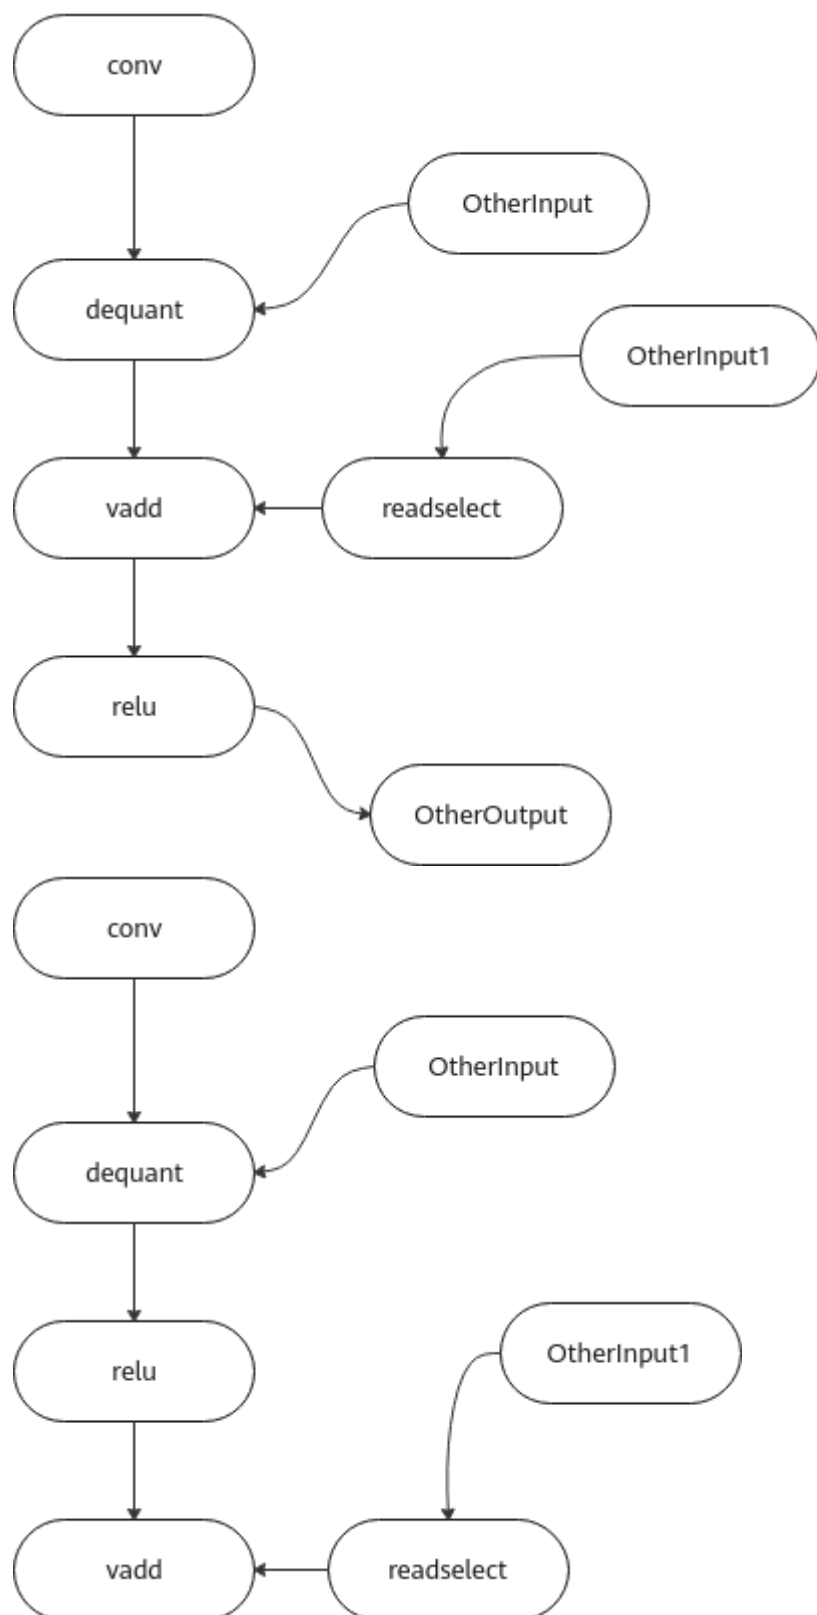 conv
OtherInput
dequant
OtherInput1
vadd
readselect
relu
OtherOutput
conv
OtherInput
dequant
OtherInput1
relu
vadd
readselect